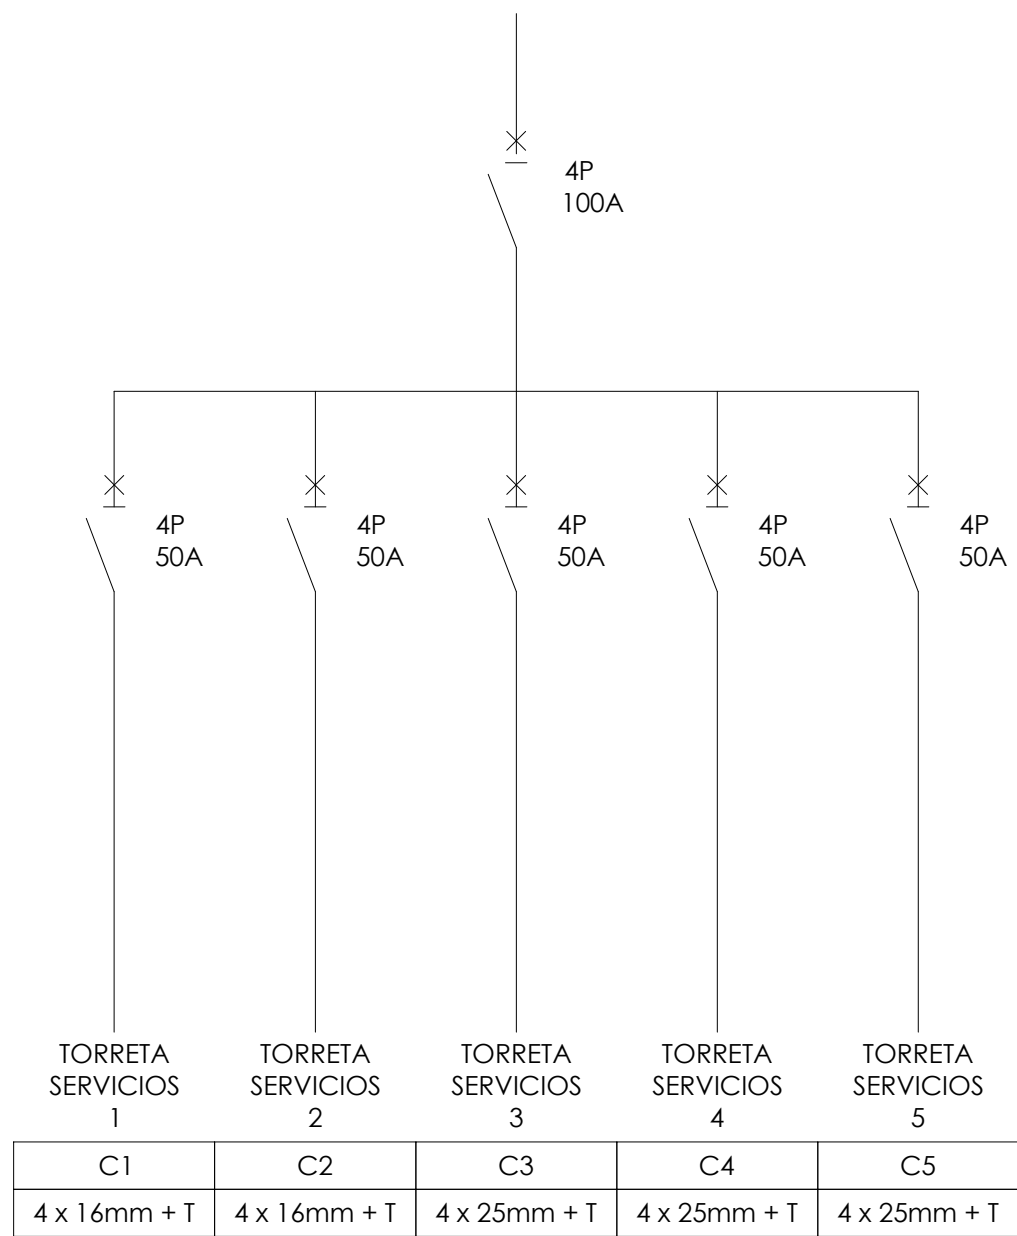 4P
100A
4P
50A
4P
50A
4P
50A
4P
50A
4P
50A
TORRETA
SERVICIOS
1
TORRETA
SERVICIOS
2
TORRETA
SERVICIOS
3
TORRETA
SERVICIOS
4
TORRETA
SERVICIOS
5
C1 C2 C3 C4 C5
4 x 16mm + T 4 x 16mm + T 4 x 25mm + T 4 x 25mm + T 4 x 25mm + T